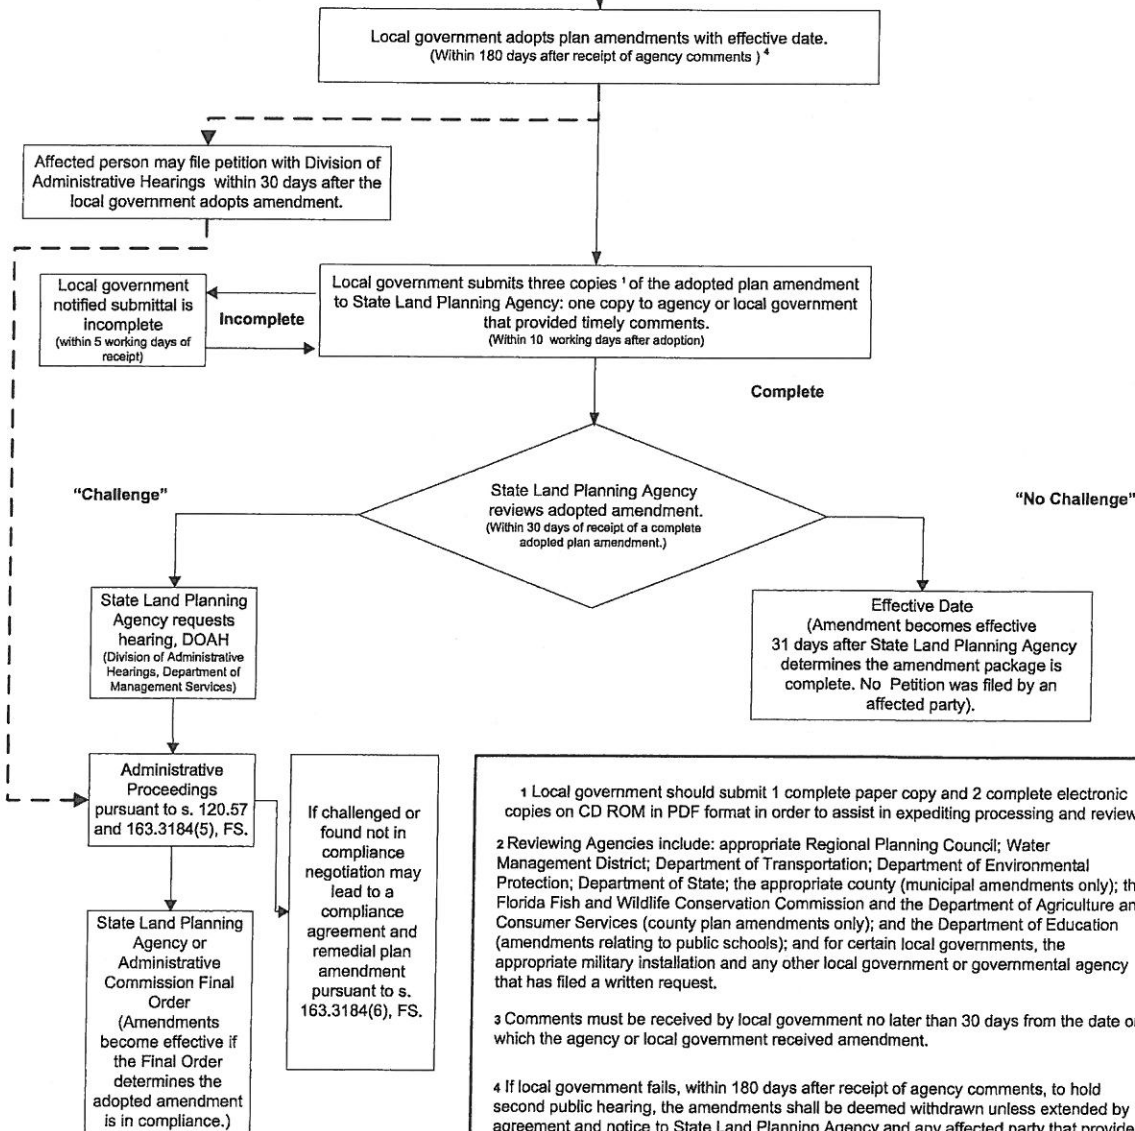 Local government adopts plan amendments with effective date.
(Within 180 days after receipt of agency comments ) 4
Affected person may file petition with Division of
Administrative Hearings within 30 days after the
local government adopts amendment.
Local government
notified submittal is
incomplete
(within 5 working days of
receipt)
Incomplete
Local government submits three copies 1 of the adopted plan amendment
to State Land Planning Agency: one copy to agency or local government
that provided timely comments.
(Within 10 working days after adoption)
Complete
"Challenge"
State Land Planning Agency
reviews adopted amendment.
(Within 30 days of receipt of a complete
adopted plan amendment.)
"No Challenge"
State Land Planning
Agency requests
hearing, DOAH
(Division of Administrative
Hearings, Department of
Management Services)
Effective Date
(Amendment becomes effective
31 days after State Land Planning Agency
determines the amendment package is
complete. No Petition was filed by an
affected party).
Administrative
Proceedings
pursuant to s. 120.57
and 163.3184(5), FS.
If challenged or
found not in
compliance
negotiation may
lead to a
compliance
agreement and
remedial plan
amendment
pursuant to s.
163.3184(6), FS.
State Land Planning
Agency or
Administrative
Commission Final
Order
(Amendments
become effective if
the Final Order
determines the
adopted amendment
is in compliance.)
1 Local government should submit 1 complete paper copy and 2 complete electronic
copies on CD ROM in PDF format in order to assist in expediting processing and review
2 Reviewing Agencies include: appropriate Regional Planning Council; Water
Management District; Department of Transportation; Department of Environmental
Protection; Department of State; the appropriate county (municipal amendments only);
Florida Fish and Wildlife Conservation Commission and the Department of Agriculture
Consumer Services (county plan amendments only); and the Department of Education
(amendments relating to public schools); and for certain local governments, the
appropriate military installation and any other local government or governmental agency
that has filed a written request.
3 Comments must be received by local government no later than 30 days from the date
which the agency or local government received amendment.
4 If local government fails, within 180 days after receipt of agency comments, to hold
second public hearing, the amendments shall be deemed withdrawn unless extended by
agreement and notice to State Land Planning Agency and any affected party that